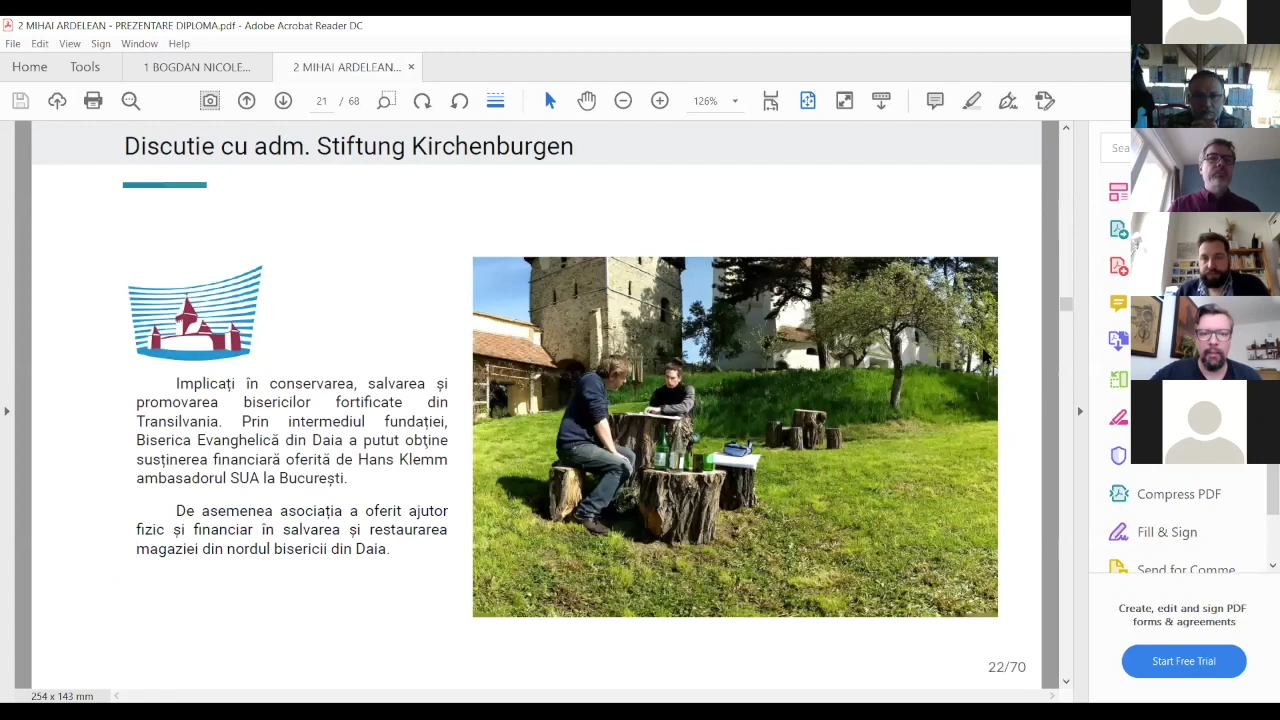 2 MIHAI ARDELEAN - PREZENTARE DIPLOMA.pdf - Adobe Acrobat Reader DC
File Edit View Sign Window Help
Home Tools 1 BOGDAN NICOLE... 2 MIHAI ARDELEAN... ×
21 / 68 126%
Discutie cu adm. Stiftung Kirchenburgen
Sea
Implicați în conservarea, salvarea și
promovarea bisericilor fortificate din
Transilvania. Prin intermediul fundației,
Biserica Evanghelică din Daia a putut obține
susținerea financiară oferită de Hans Klemm
ambasadorul SUA la București.
De asemenea asociația a oferit ajutor
fizic și financiar în salvarea și restaurarea
magaziei din nordul bisericii din Daia.
22/70
Compress PDF
Fill & Sign
Send for Comme
Create, edit and sign PDF
forms & agreements
Start Free Trial
254 x 143 mm